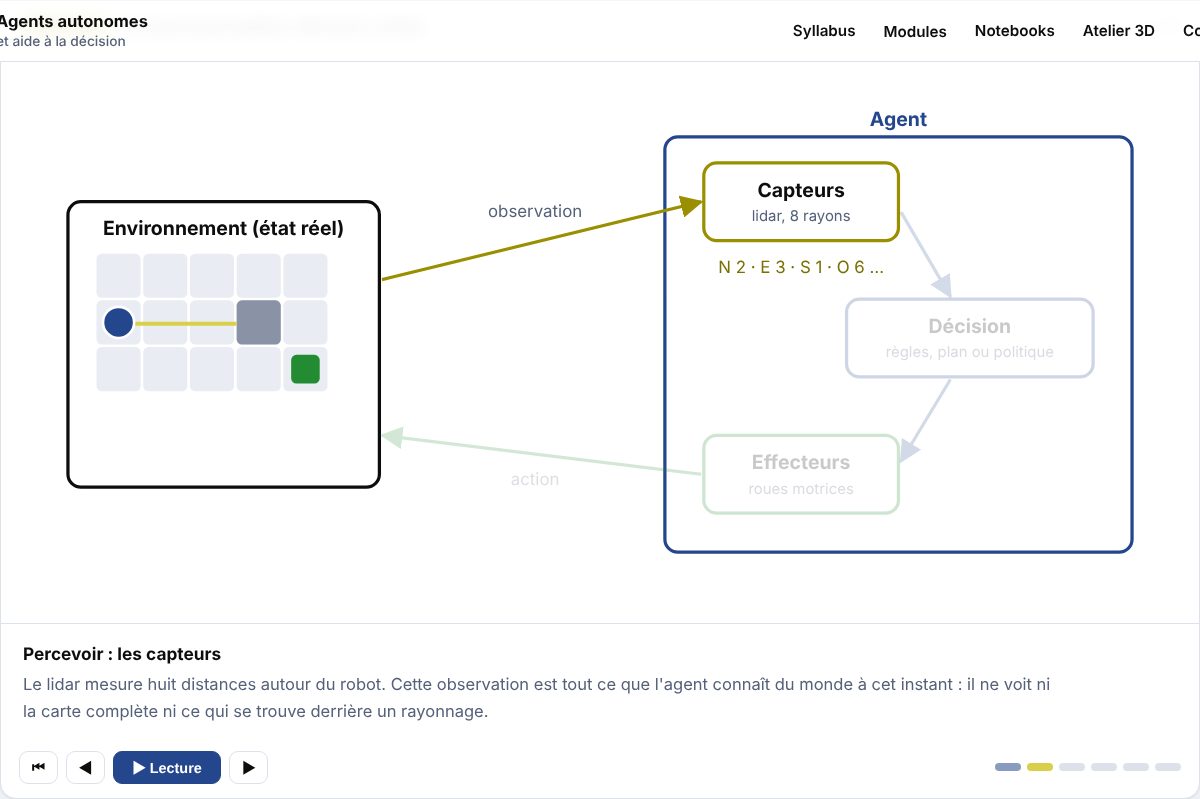 Agents autonomes
et aide à la décision
Syllabus
Modules
Notebooks
Atelier 3D
Agent
Capteurs
lidar, 8 rayons
observation
Environnement (état réel)
N 2 · E 3 · S 1 · O 6 ...
Décision
règles, plan ou politique
Effecteurs
roues motrices
action
Percevoir : les capteurs
Le lidar mesure huit distances autour du robot. Cette observation est tout ce que l'agent connaît du monde à cet instant : il ne voit ni
la carte complète ni ce qui se trouve derrière un rayonnage.
Lecture